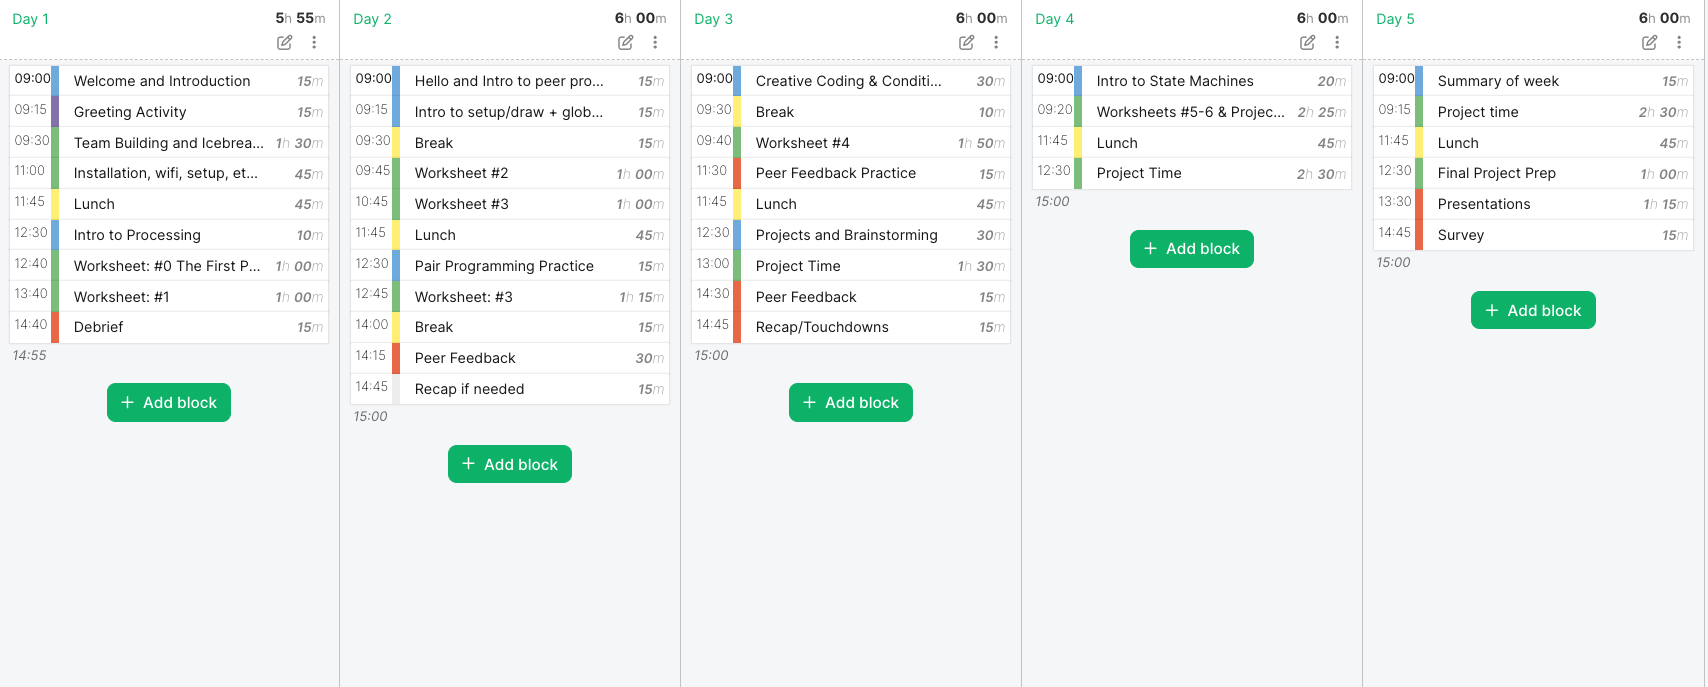 Day 1 5h 55m
09:00 Welcome and Introduction 15m
09:15 Greeting Activity 15m
09:30 Team Building and Icebrea... 1h 30m
11:00 Installation, wifi, setup, et... 45m
11:45 Lunch 45m
12:30 Intro to Processing 10m
12:40 Worksheet: #0 The First P... 1h 00m
13:40 Worksheet: #1 1h 00m
14:40 Debrief 15m
14:55
+ Add block
Day 2 6h 00m
09:00 Hello and Intro to peer pro... 15m
09:15 Intro to setup/draw + glob... 15m
09:30 Break 15m
09:45 Worksheet #2 1h 00m
10:45 Worksheet #3 1h 00m
11:45 Lunch 45m
12:30 Pair Programming Practice 15m
12:45 Worksheet: #3 1h 15m
14:00 Break 15m
14:15 Peer Feedback 30m
14:45 Recap if needed 15m
15:00
+ Add block
Day 3 6h 00m
09:00 Creative Coding & Conditi... 30m
09:30 Break 10m
09:40 Worksheet #4 1h 50m
11:30 Peer Feedback Practice 15m
11:45 Lunch 45m
12:30 Projects and Brainstorming 30m
13:00 Project Time 1h 30m
14:30 Peer Feedback 15m
14:45 Recap/Touchdowns 15m
15:00
+ Add block
Day 4 6h 00m
09:00 Intro to State Machines 20m
09:20 Worksheets #5-6 & Projec... 2h 25m
11:45 Lunch 45m
12:30 Project Time 2h 30m
15:00
+ Add block
Day 5 6h 00m
09:00 Summary of week 15m
09:15 Project time 2h 30m
11:45 Lunch 45m
12:30 Final Project Prep 1h 00m
13:30 Presentations 1h 15m
14:45 Survey 15m
15:00
+ Add block